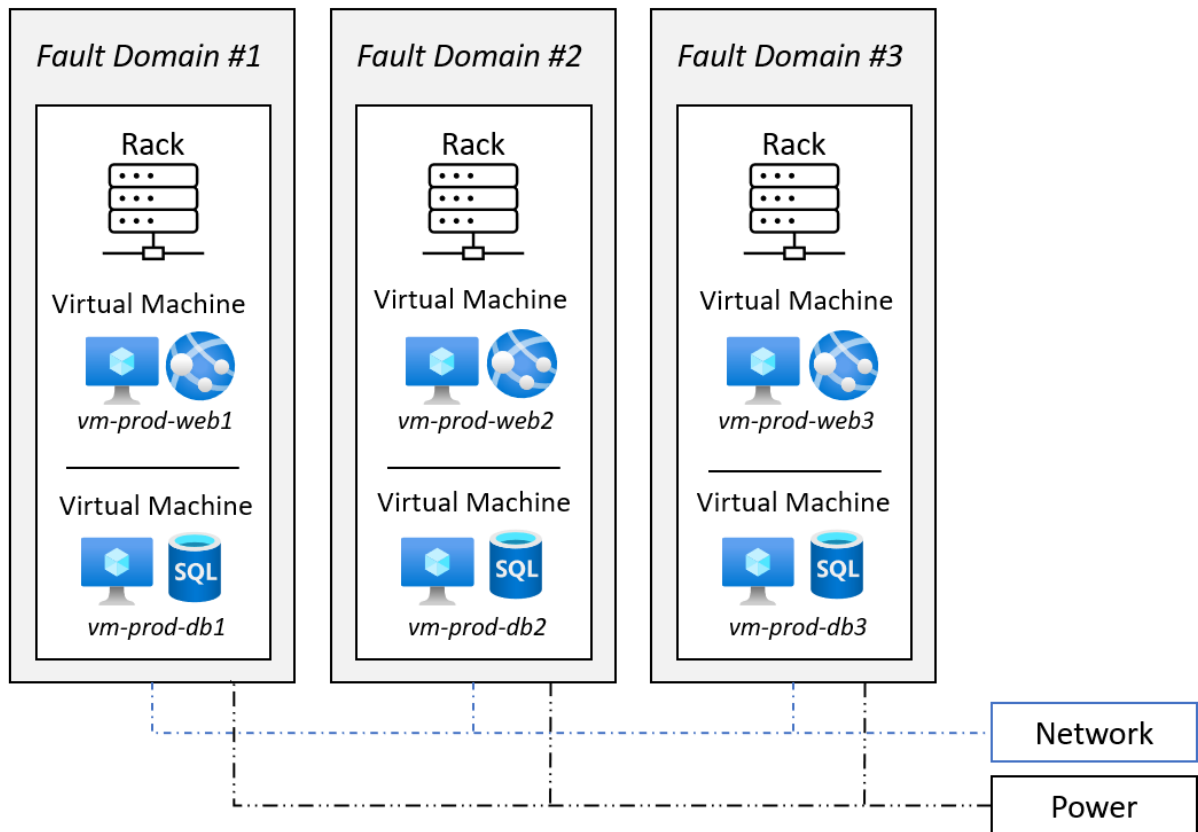 Fault Domain #1
Rack
Virtual Machine
vm-prod-web1
Virtual Machine
SQL
vm-prod-db1
Fault Domain #2
Rack
Virtual Machine
vm-prod-web2
Virtual Machine
SQL
vm-prod-db2
Fault Domain #3
Rack
Virtual Machine
vm-prod-web3
Virtual Machine
SQL
vm-prod-db3
Network
Power